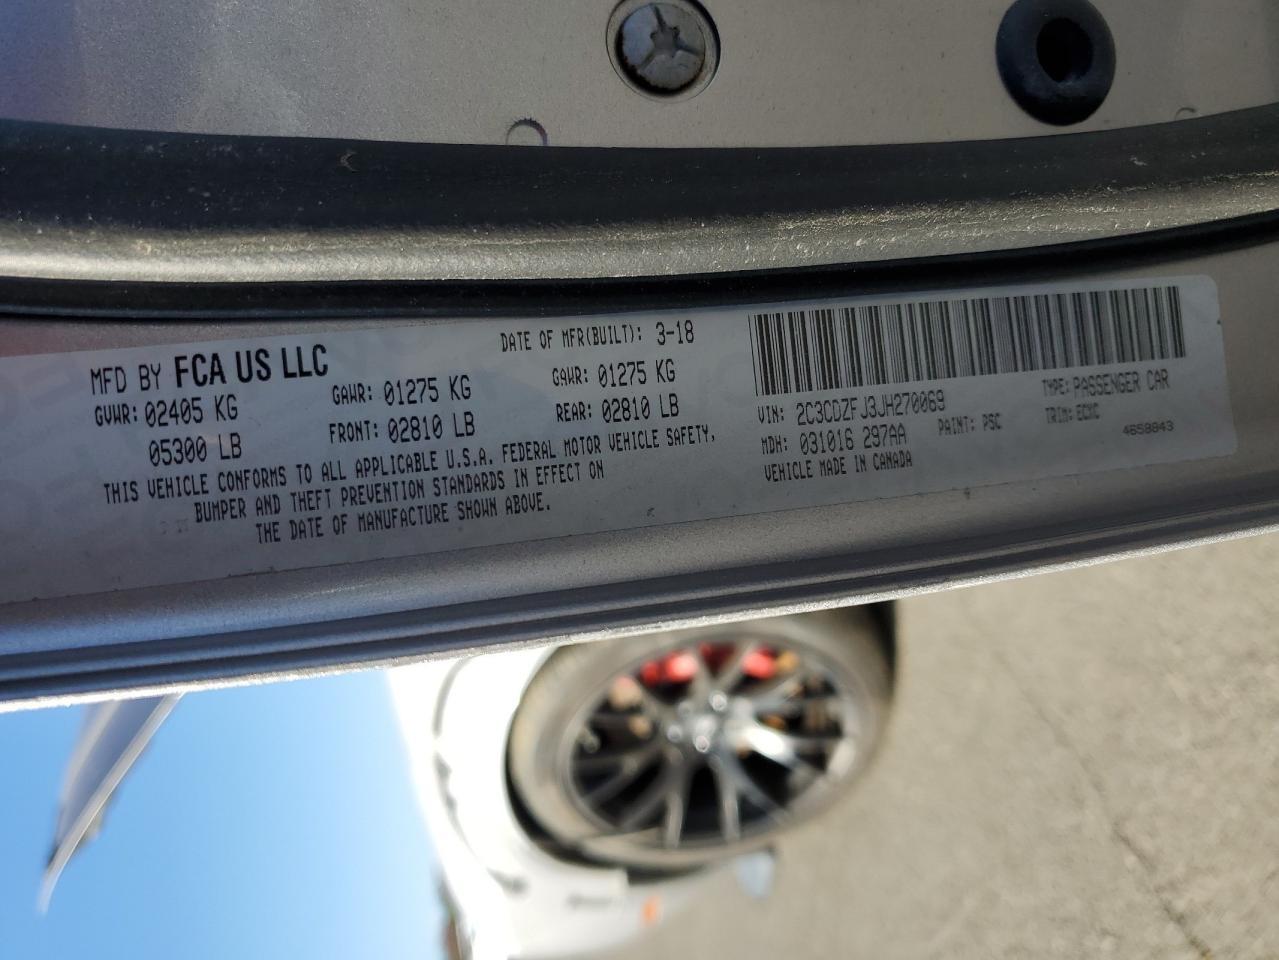 MFD BY FCA US LLC
DATE OF MFR(BUILT): 3-18
GVWR: 02405 KG
05300 LB
GAWR: 01275 KG
FRONT: 02810 LB
GAWR: 01275 KG
REAR: 02810 LB
THIS VEHICLE CONFORMS TO ALL APPLICABLE U.S.A. FEDERAL MOTOR VEHICLE SAFETY,
BUMPER AND THEFT PREVENTION STANDARDS IN EFFECT ON
THE DATE OF MANUFACTURE SHOWN ABOVE.
VIN: 2C3CDZFJ3JH270069
TYPE: PASSENGER CAR
MDH: 031016 297AA
PAINT: PSC
TRIM: ECXC
VEHICLE MADE IN CANADA
4658843